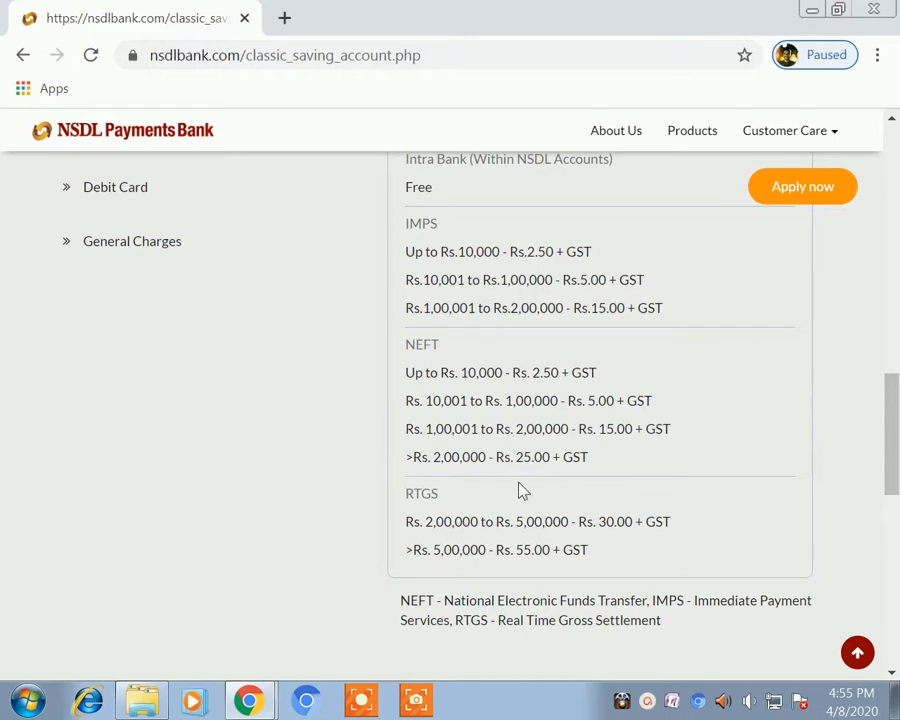 https://nsdlbank.com/classic_sav
nsdlbank.com/classic_saving_account.php
Paused
Apps
NSDL Payments Bank
About Us
Products
Customer Care
Intra Bank (Within NSDL Accounts)
Debit Card
Free
Apply now
IMPS
General Charges
Up to Rs.10,000 - Rs.2.50 + GST
Rs.10,001 to Rs.1,00,000 - Rs.5.00 + GST
Rs.1,00,001 to Rs.2,00,000 - Rs.15.00 + GST
NEFT
Up to Rs. 10,000 - Rs. 2.50 + GST
Rs. 10,001 to Rs. 1,00,000 - Rs. 5.00 + GST
Rs. 1,00,001 to Rs. 2,00,000 - Rs. 15.00 + GST
>Rs. 2,00,000 - Rs. 25.00 + GST
RTGS
Rs. 2,00,000 to Rs. 5,00,000 - Rs. 30.00 + GST
>Rs. 5,00,000 - Rs. 55.00 + GST
NEFT - National Electronic Funds Transfer, IMPS - Immediate Payment
Services, RTGS - Real Time Gross Settlement
4:55 PM
4/8/2020